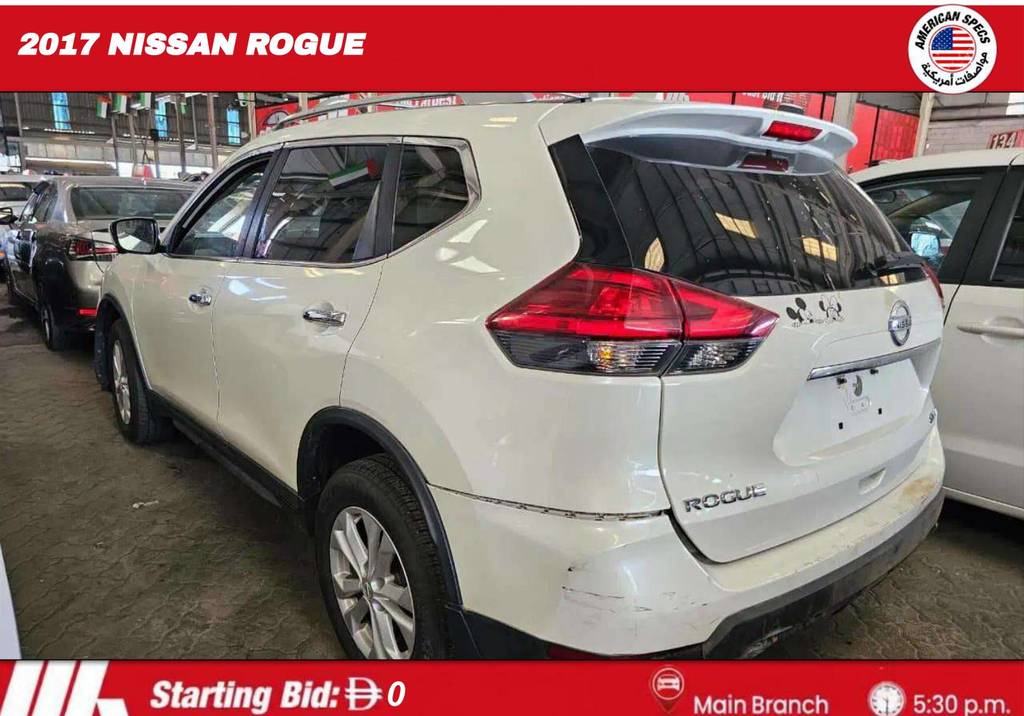 2017 NISSAN ROGUE
AMERICAN SPECS
مواصفات أمريكية
134
NISSAN
ROGUE
Starting Bid: 0
Main Branch
5:30 p.m.